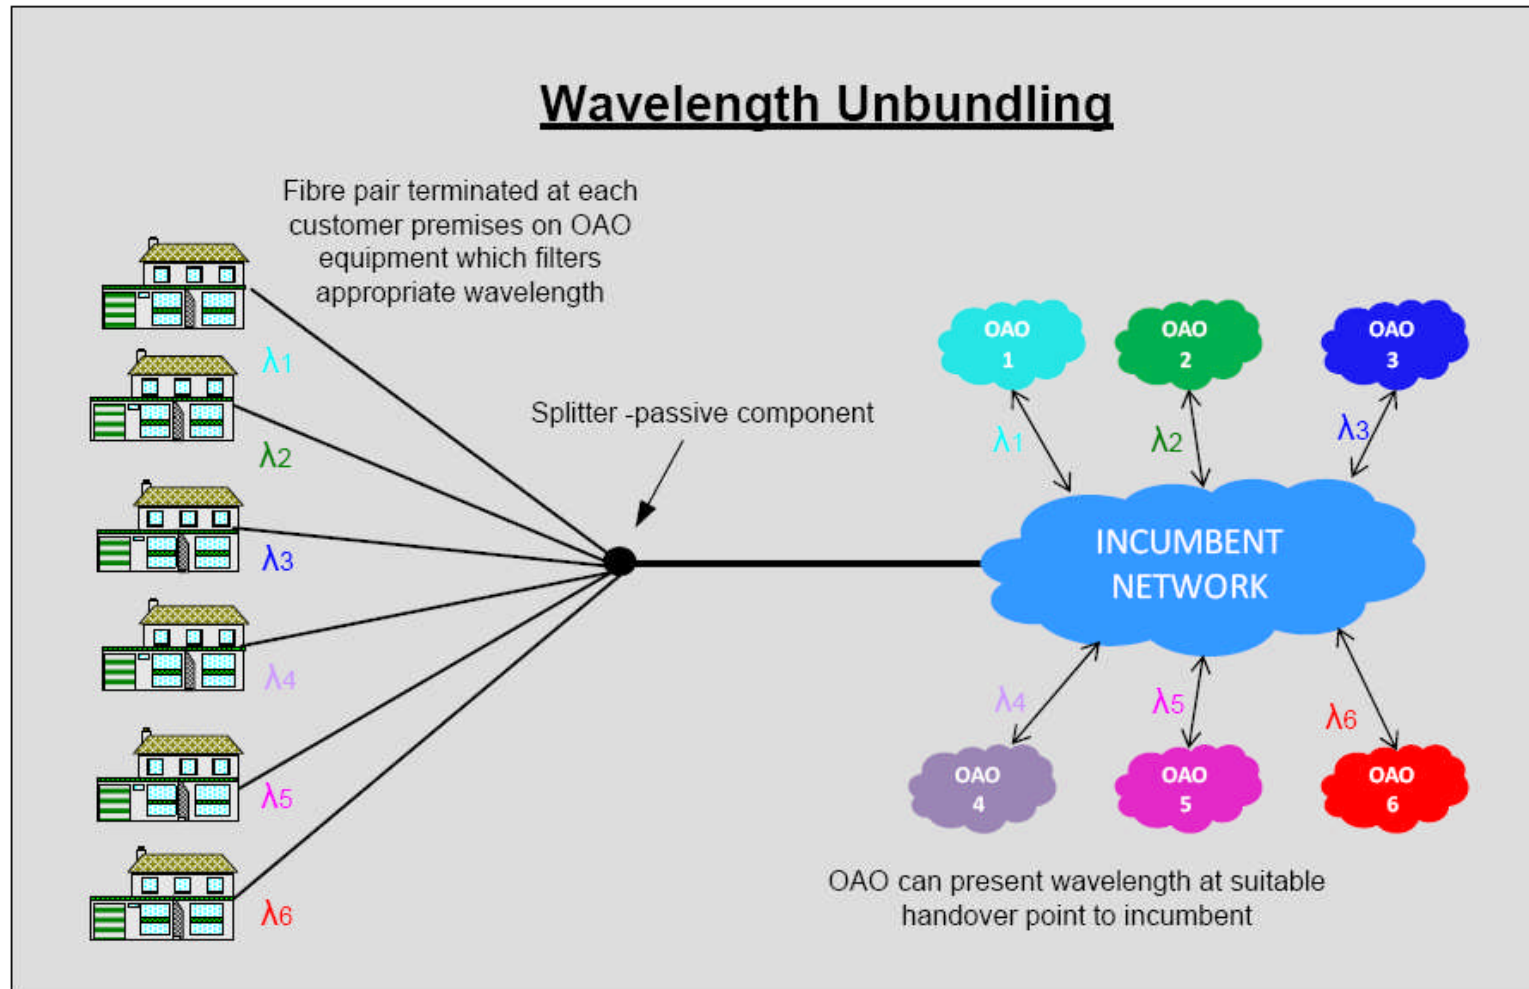 Wavelength Unbundling
Fibre pair terminated at each
customer premises on OAO
equipment which filters
appropriate wavelength
λ1
λ2
λ3
λ4
λ5
λ6
Splitter -passive component
OAO
1
OAO
2
OAO
3
λ1
λ2
λ3
INCUMBENT
NETWORK
λ4
λ5
λ6
OAO
4
OAO
5
OAO
6
OAO can present wavelength at suitable
handover point to incumbent